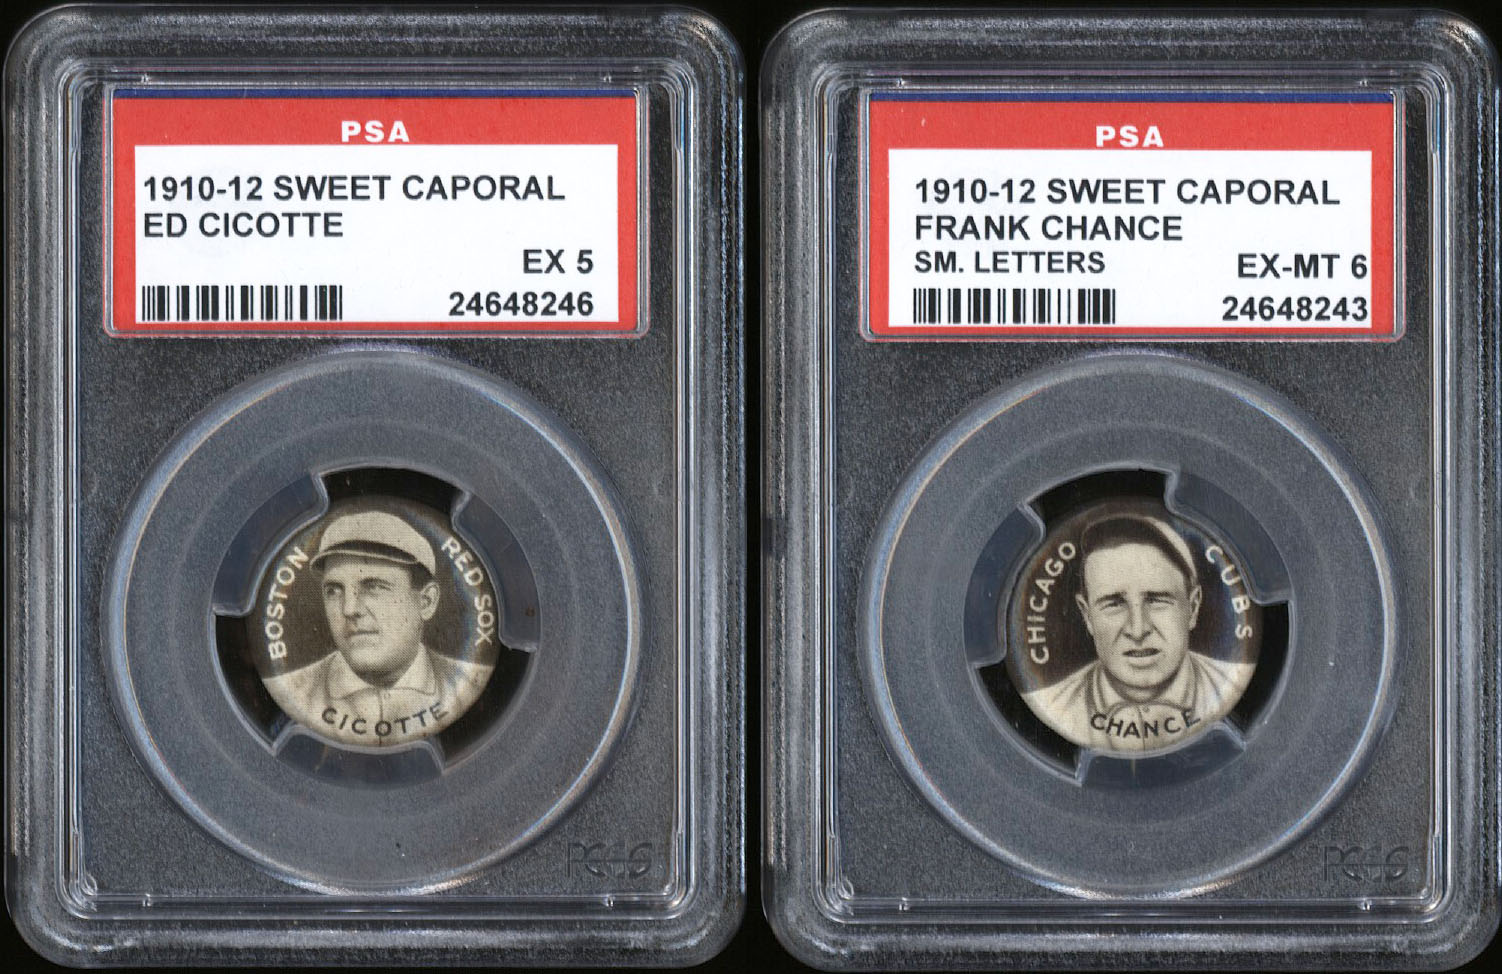 PSA
1910-12 SWEET CAPORAL
ED CICOTTE
EX 5
24648246
BOSTON RED SOX
CICOTTE
PSA
1910-12 SWEET CAPORAL
FRANK CHANCE
SM. LETTERS EX-MT 6
24648243
CHICAGO CUBS
CHANCE